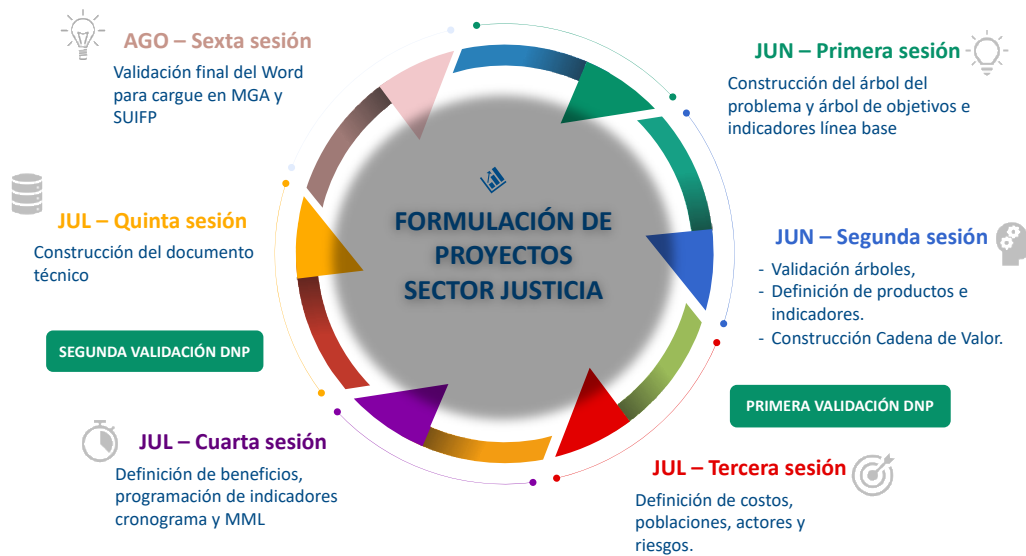 FORMULACIÓN DE
PROYECTOS
SECTOR JUSTICIA
JUN – Primera sesión
Construcción del árbol del
problema y árbol de objetivos e
indicadores línea base
JUN – Segunda sesión
- Validación árboles,
- Definición de productos e
indicadores.
- Construcción Cadena de Valor.
PRIMERA VALIDACIÓN DNP
JUL – Tercera sesión
Definición de costos,
poblaciones, actores y
riesgos.
JUL – Cuarta sesión
Definición de beneficios,
programación de indicadores
cronograma y MML
SEGUNDA VALIDACIÓN DNP
JUL – Quinta sesión
Construcción del documento
técnico
AGO – Sexta sesión
Validación final del Word
para cargue en MGA y
SUIFP